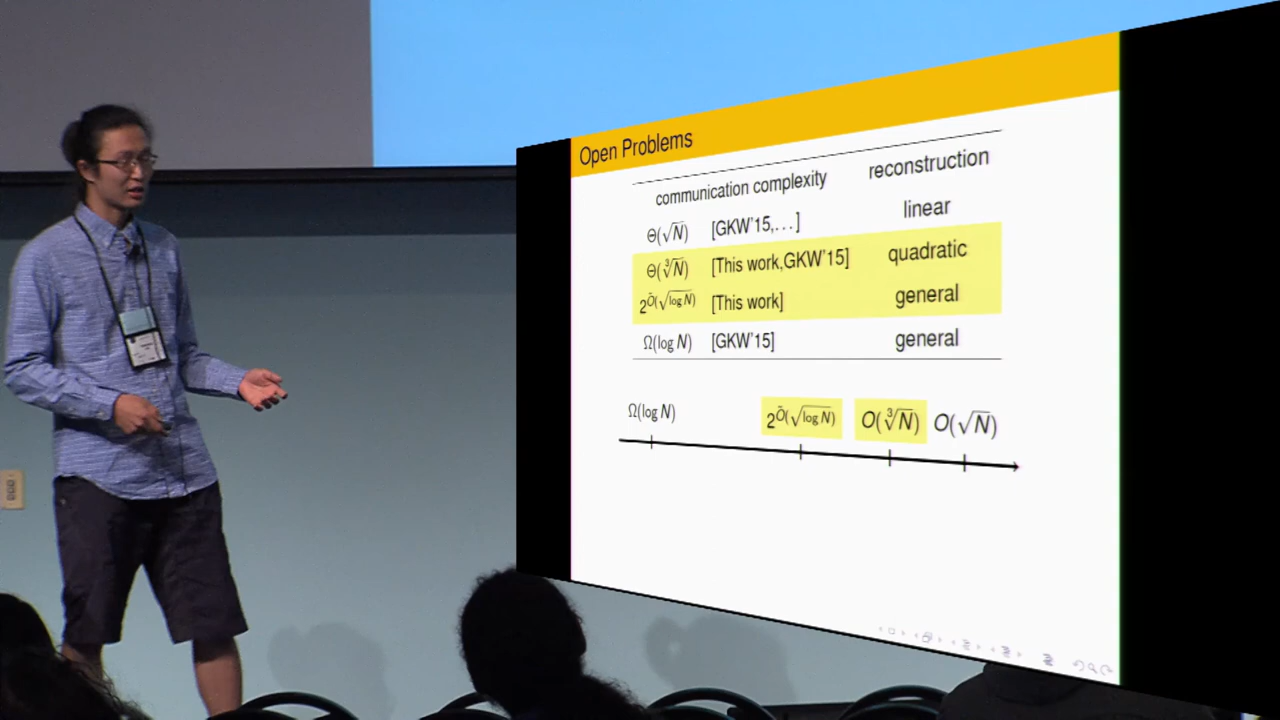 Open Problems
communication complexity reconstruction
Θ(√N) [GKW'15,...] linear
Θ(∛N) [This work,GKW'15] quadratic
2^Õ(√log N) [This work] general
Ω(log N) [GKW'15] general
Ω(log N) 2^Õ(√log N) O(∛N) O(√N)